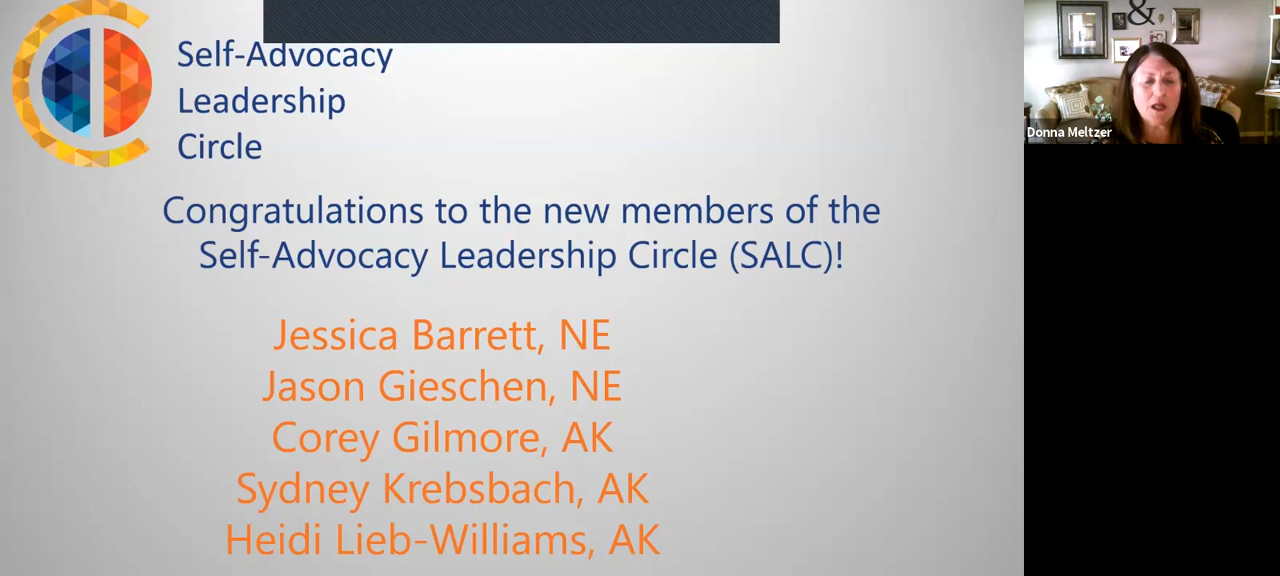 Self-Advocacy
Leadership
Circle
Congratulations to the new members of the
Self-Advocacy Leadership Circle (SALC)!
Jessica Barrett, NE
Jason Gieschen, NE
Corey Gilmore, AK
Sydney Krebsbach, AK
Heidi Lieb-Williams, AK
&
Donna Meltzer